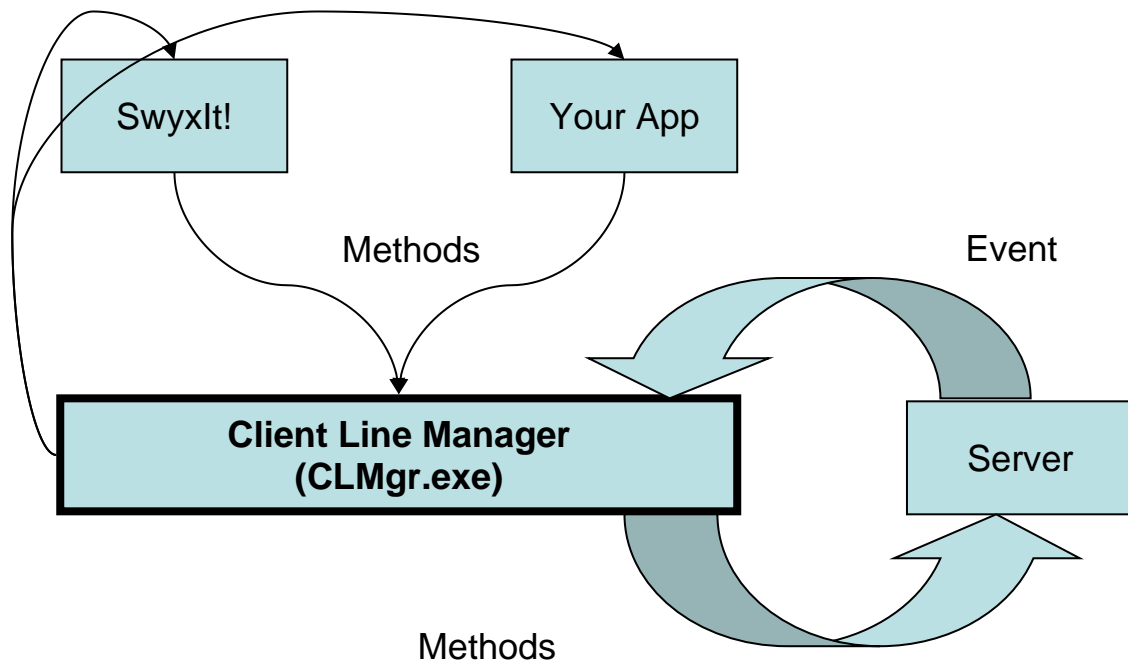 SwyxIt!
Your App
Methods
Event
Client Line Manager
(CLMgr.exe)
Server
Methods